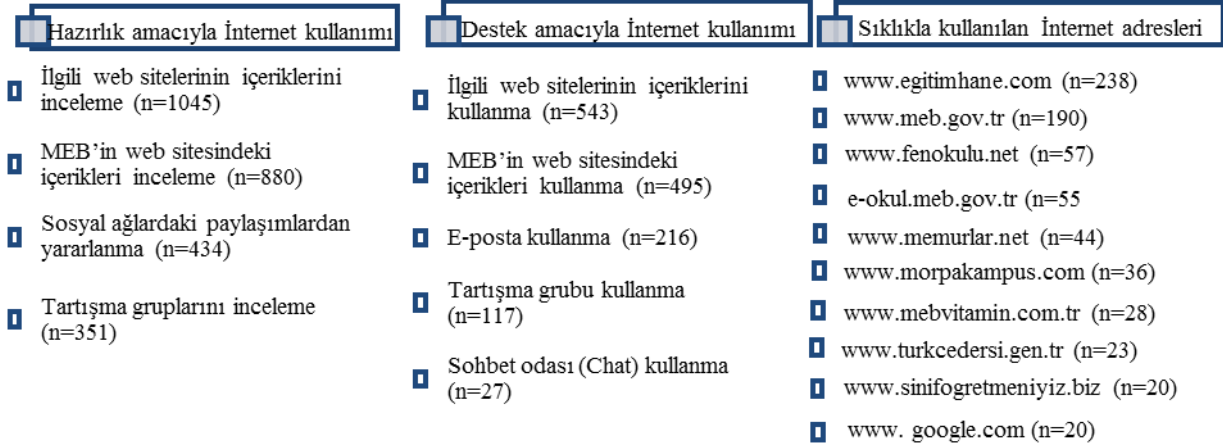 Hazırlık amacıyla İnternet kullanımı
İlgili web sitelerinin içeriklerini
inceleme (n=1045)
MEB’in web sitesindeki
içerikleri inceleme (n=880)
Sosyal ağlardaki paylaşımlardan
yararlanma (n=434)
Tartışma gruplarını inceleme
(n=351)
Destek amacıyla İnternet kullanımı
İlgili web sitelerinin içeriklerini
kullanma (n=543)
MEB’in web sitesindeki
içerikleri kullanma (n=495)
E-posta kullanma (n=216)
Tartışma grubu kullanma
(n=117)
Sohbet odası (Chat) kullanma
(n=27)
Sıklıkla kullanılan İnternet adresleri
www.egitimhane.com (n=238)
www.meb.gov.tr (n=190)
www.fenokulu.net (n=57)
e-okul.meb.gov.tr (n=55
www.memurlar.net (n=44)
www.morpakampus.com (n=36)
www.mebvitamin.com.tr (n=28)
www.turkcedersi.gen.tr (n=23)
www.sinifogretmeniyiz.biz (n=20)
www. google.com (n=20)